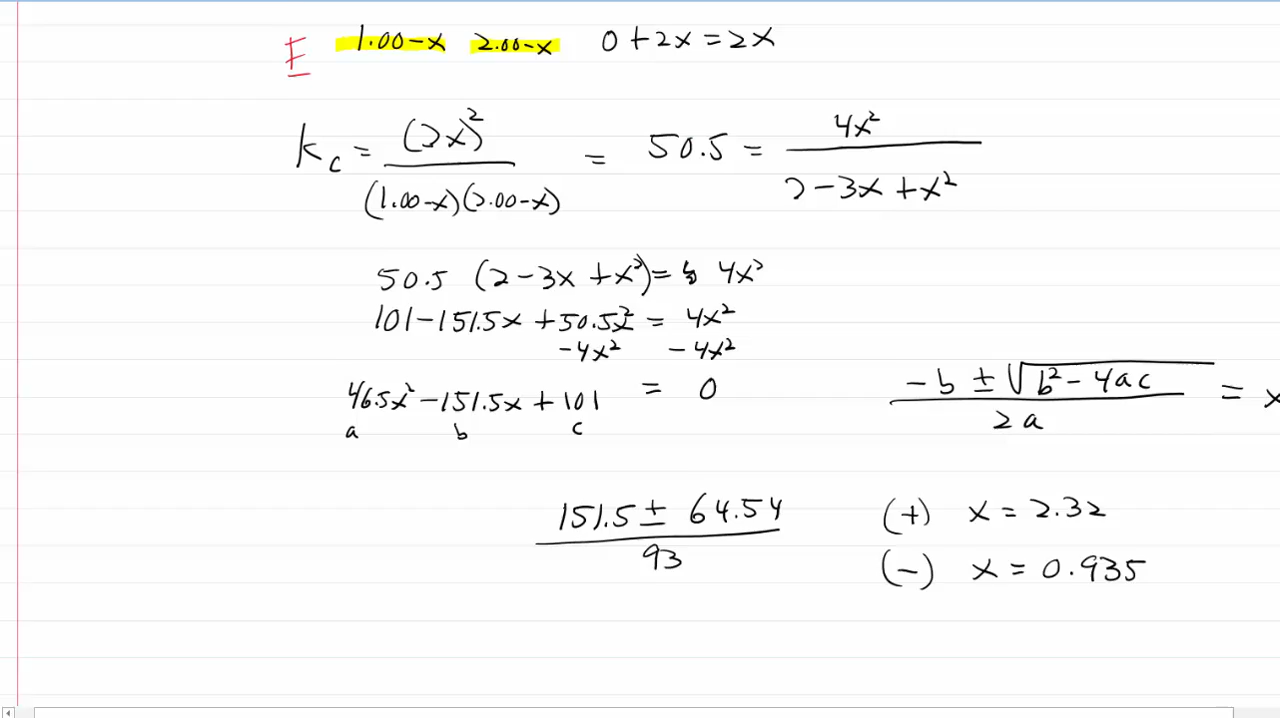 E 1.00-x 2.00-x 0+2x=2x
Kc = (2x)² / (1.00-x)(2.00-x) = 50.5 = 4x² / 2-3x+x²
50.5 (2-3x+x²)= 4x²
101-151.5x+50.5x² = 4x²
-4x² -4x²
46.5x²-151.5x+101 = 0
a b c
-b ± √b²-4ac / 2a = x
151.5 ± 64.54 / 93
(+) x = 2.32
(-) x = 0.935